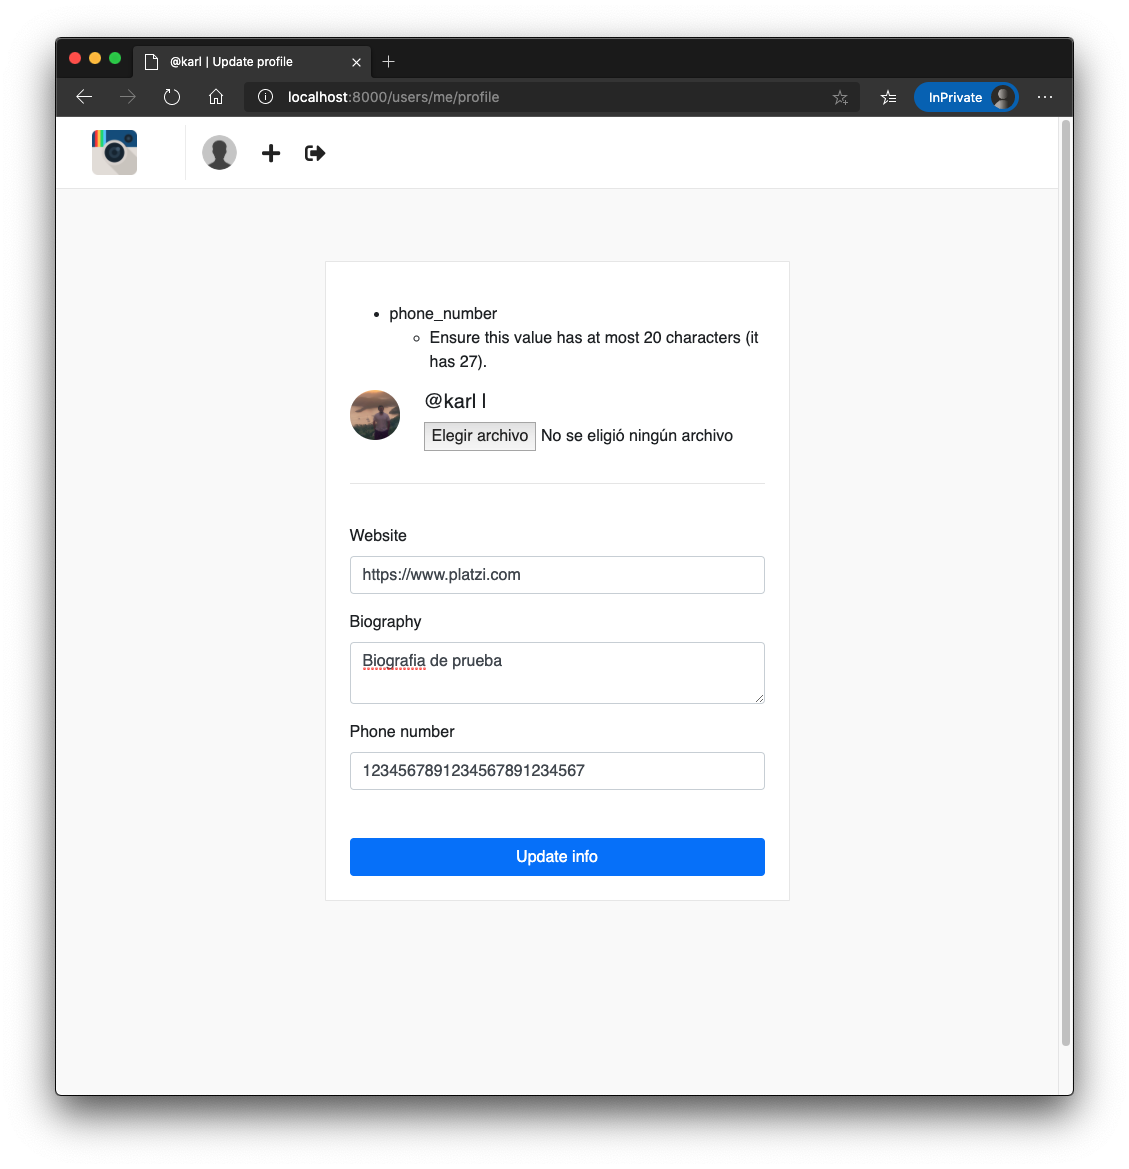 @karl | Update profile
localhost:8000/users/me/profile
InPrivate
phone_number
Ensure this value has at most 20 characters (it
has 27).
@karl |
Elegir archivo No se eligió ningún archivo
Website
https://www.platzi.com
Biography
Biografia de prueba
Phone number
1234567891234567891234567
Update info